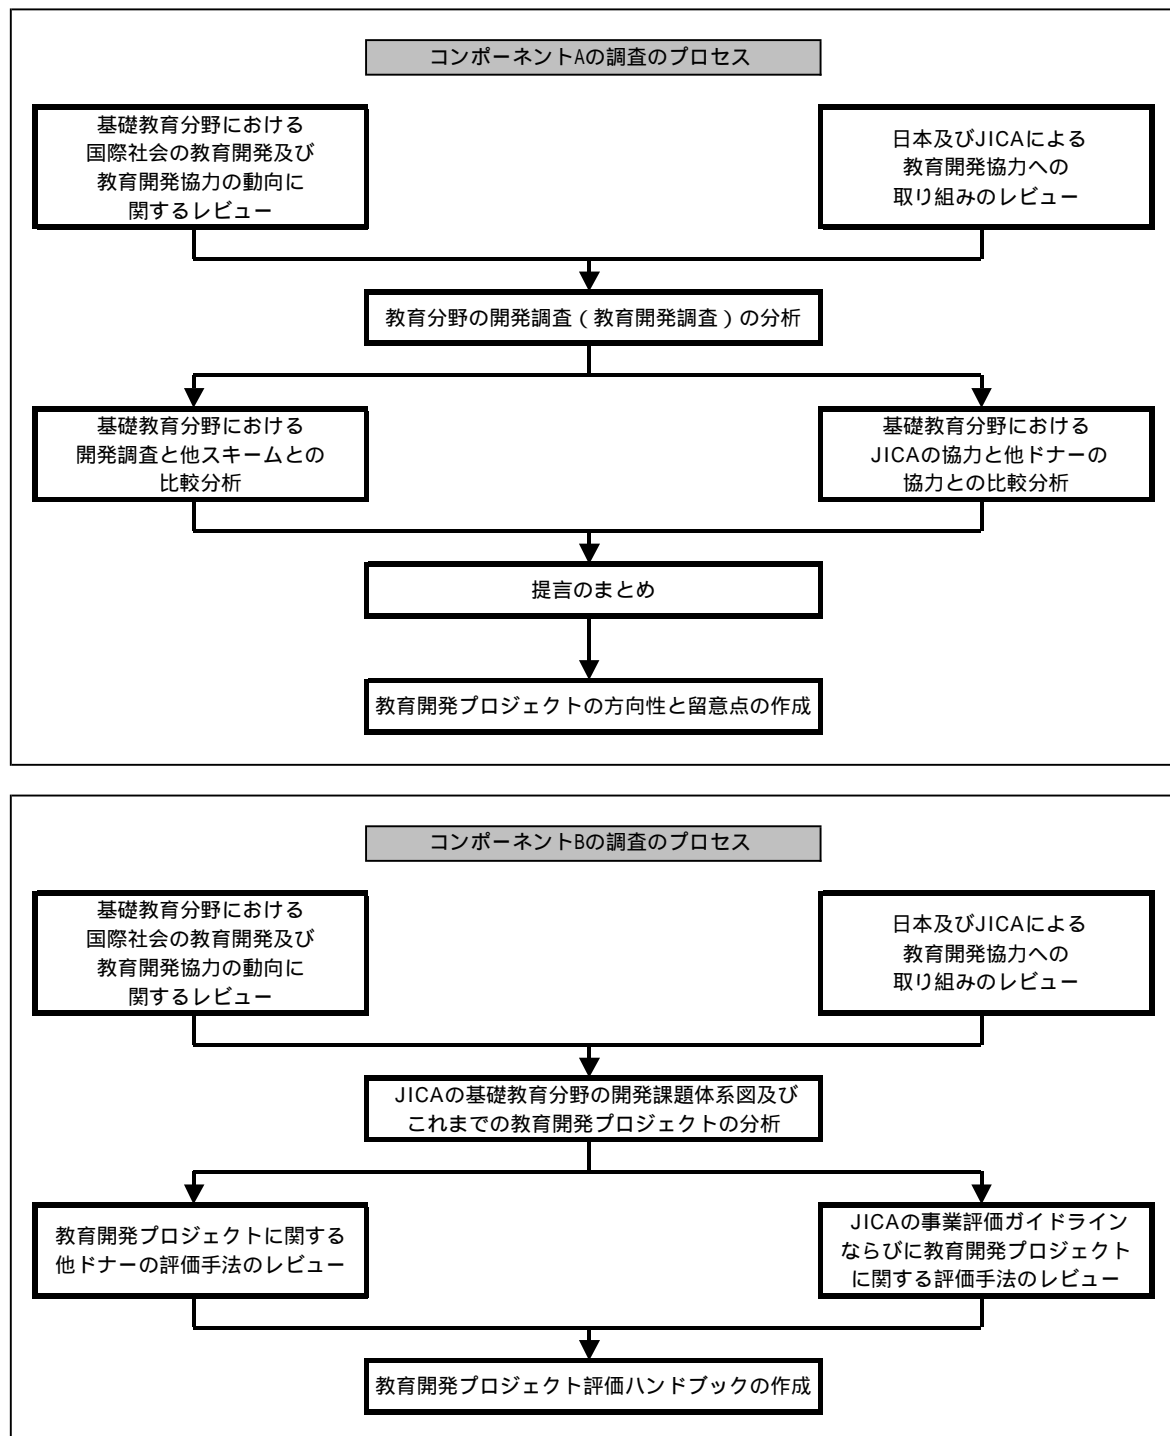 コンポーネントAの調査のプロセス
基礎教育分野における
国際社会の教育開発及び
教育開発協力の動向に
関するレビュー
日本及びJICAによる
教育開発協力への
取り組みのレビュー
教育分野の開発調査(教育開発調査)の分析
基礎教育分野における
開発調査と他スキームとの
比較分析
基礎教育分野における
JICAの協力と他ドナーの
協力との比較分析
提言のまとめ
教育開発プロジェクトの方向性と留意点の作成
コンポーネントBの調査のプロセス
基礎教育分野における
国際社会の教育開発及び
教育開発協力の動向に
関するレビュー
日本及びJICAによる
教育開発協力への
取り組みのレビュー
JICAの基礎教育分野の開発課題体系図及び
これまでの教育開発プロジェクトの分析
教育開発プロジェクトに関する
他ドナーの評価手法のレビュー
JICAの事業評価ガイドライン
ならびに教育開発プロジェクト
に関する評価手法のレビュー
教育開発プロジェクト評価ハンドブックの作成